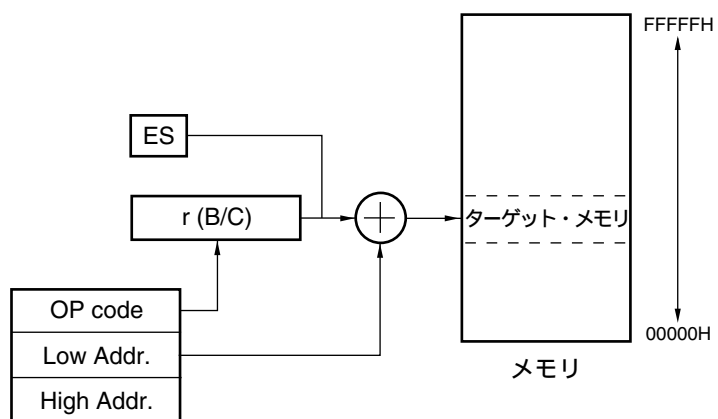 FFFFFH
ES
r (B/C)
ターゲット・メモリ
OP code
Low Addr.
High Addr.
00000H
メモリ